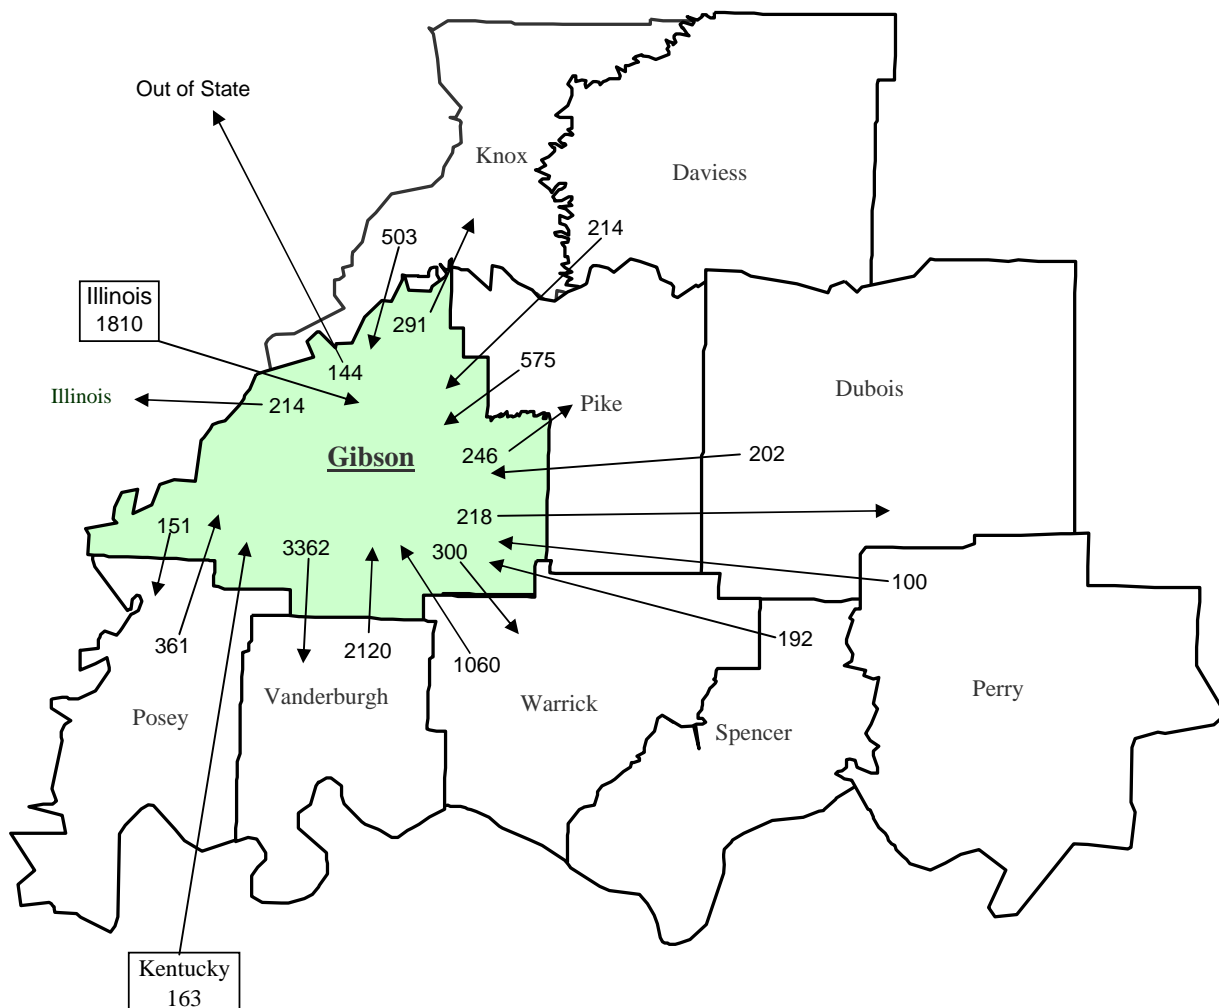 Out of State
Knox
Daviess
214
503
Illinois
1810
291
144
575
Illinois
214
Pike
Dubois
Gibson
246
202
218
151
3362
300
100
361
2120
1060
192
Vanderburgh
Posey
Warrick
Spencer
Perry
Kentucky
163